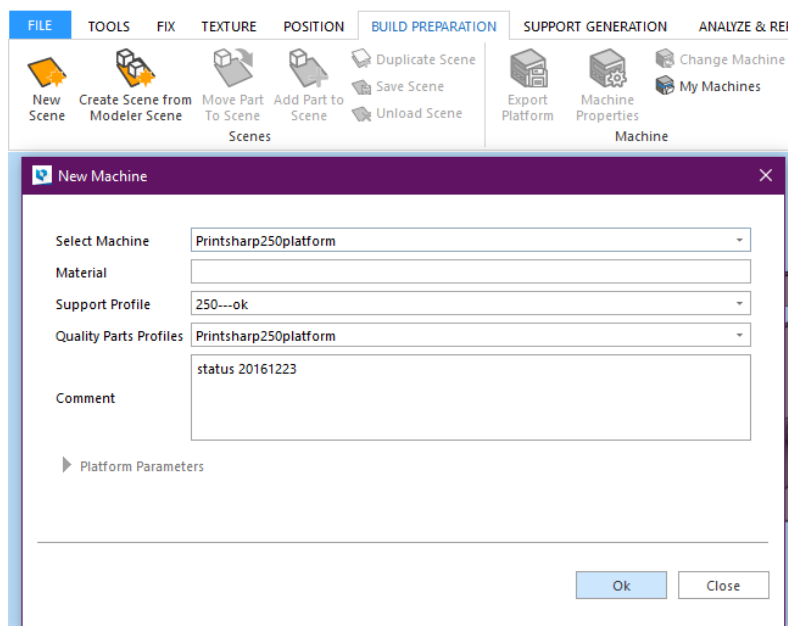 FILE TOOLS FIX TEXTURE POSITION BUILD PREPARATION SUPPORT GENERATION ANALYZE & RE
New Scene
Create Scene from Modeler Scene
Move Part To Scene
Add Part to Scene
Duplicate Scene
Save Scene
Unload Scene
Scenes
Export Platform
Machine Properties
Change Machine
My Machines
Machine
New Machine
Select Machine Printsharp250platform
Material
Support Profile 250---ok
Quality Parts Profiles Printsharp250platform
Comment status 20161223
Platform Parameters
Ok Close